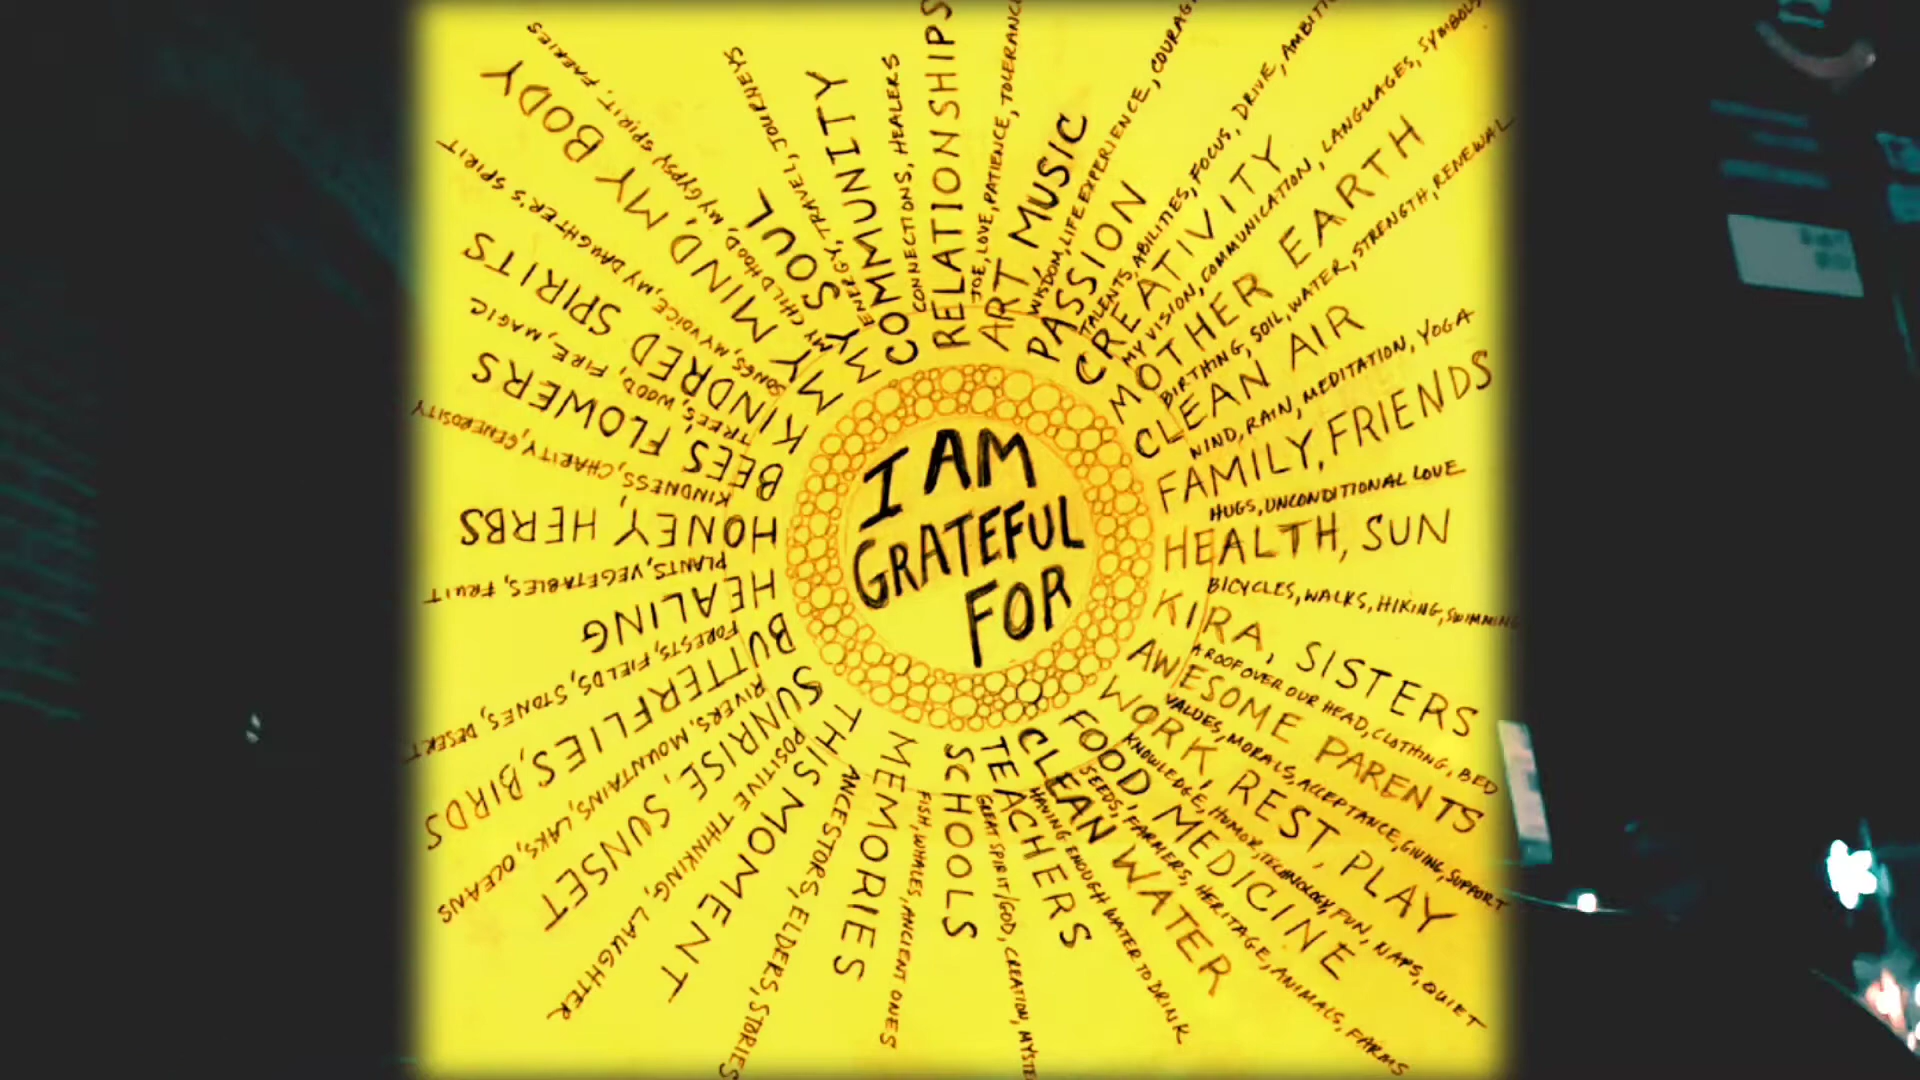 I AM
GRATEFUL
FOR
RELATIONSHIPS
JOE, LOVE, PATIENCE, TOLERANC
ART, MUSIC
WISDOM, LIFE EXPERIENCE, COURAG
PASSION
TALENTS, ABILITIES, FOCUS, DRIVE, AMBITI
CREATIVITY
MY VISION, COMMUNICATION, LANGUAGES, SYMBOLS
MOTHER EARTH
BIRTHING, SOIL, WATER, STRENGTH, RENEWAL
CLEAN AIR
WIND, RAIN, MEDITATION, YOGA
FAMILY, FRIENDS
HUGS, UNCONDITIONAL LOVE
HEALTH, SUN
BICYCLES, WALKS, HIKING, SWIMMING
KIRA, SISTERS
A ROOF OVER OUR HEAD, CLOTHING, BED
AWESOME PARENTS
VALUES, MORALS, ACCEPTANCE, GIVING, SUPPORT
WORK, REST, PLAY
KNOWLEDGE, HUMOR, TECHNOLOGY, FUN, NAPS, QUIET
FOOD, MEDICINE
SEEDS, FARMERS, HERITAGE, ANIMALS, FARMS
CLEAN WATER
HAVING ENOUGH WATER TO DRINK
TEACHERS
GREAT SPIRIT/GOD, CREATION, MYSTE
SCHOOLS
FISH, WHALES, ANCIENT ONES
MEMORIES
ANCESTORS, ELDERS, STORIES
THIS MOMENT
POSITIVE THINKING, LAUGHTER
SUNRISE, SUNSET
RIVERS, MOUNTAINS, LAKS, OCEANS
BUTTERFLIES, BIRDS
FORESTS, FIELDS, STONES, DESERT
HEALING
PLANTS, VEGETABLES, FRUIT
HONEY, HERBS
KINDNESS, CHARITY, GENEROSITY
BEES, FLOWERS
TREES, WOOD, FIRE, MAGIC
KINDRED SPIRITS
SONGS, MY VOICE, MY DAUGHTER'S SPIRIT
MY MIND, MY BODY
MY CHILDHOOD, MY GYPSY SPIRIT, FAERIES
MY SOUL
ENERGY, TRAVEL, JOURNEYS
COMMUNITY
CONNECTIONS, HEALERS